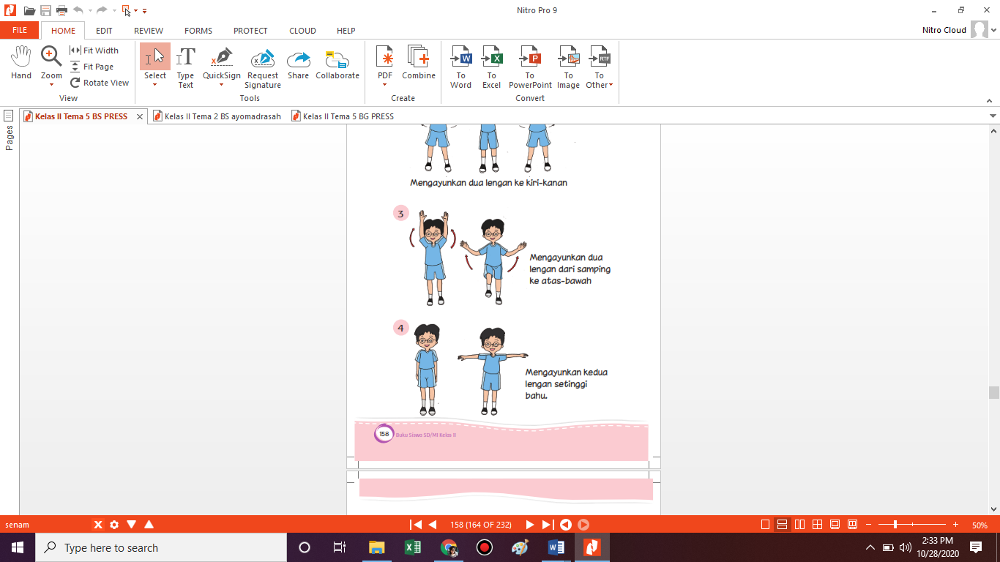 Nitro Pro 9
FILE HOME EDIT REVIEW FORMS PROTECT CLOUD HELP Nitro Cloud
Hand
Zoom
Fit Width
Fit Page
Rotate View
View
Select
Type Text
QuickSign
Request Signature
Share
Collaborate
Tools
PDF
Combine
Create
To Word
To Excel
To PowerPoint
To Image
To Other
Convert
Kelas II Tema 5 BS PRESS
Kelas II Tema 2 BS ayomadrasah
Kelas II Tema 5 BG PRESS
Pages
Mengayunkan dua lengan ke kiri-kanan
3
Mengayunkan dua
lengan dari samping
ke atas-bawah
4
Mengayunkan kedua
lengan setinggi
bahu.
158 Buku Siswa SD/MI Kelas II
senam
158 (164 OF 232)
50%
Type here to search
2:33 PM
10/28/2020